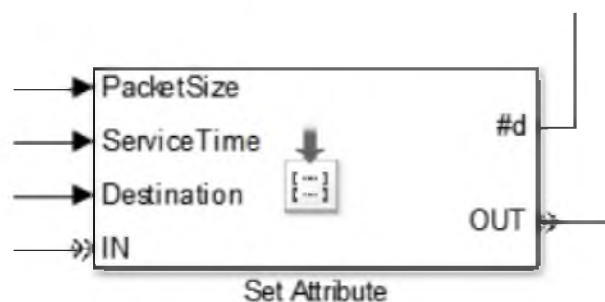 PacketSize
#d
ServiceTime
[---]
[---]
Destination
OUT
IN
Set Attribute